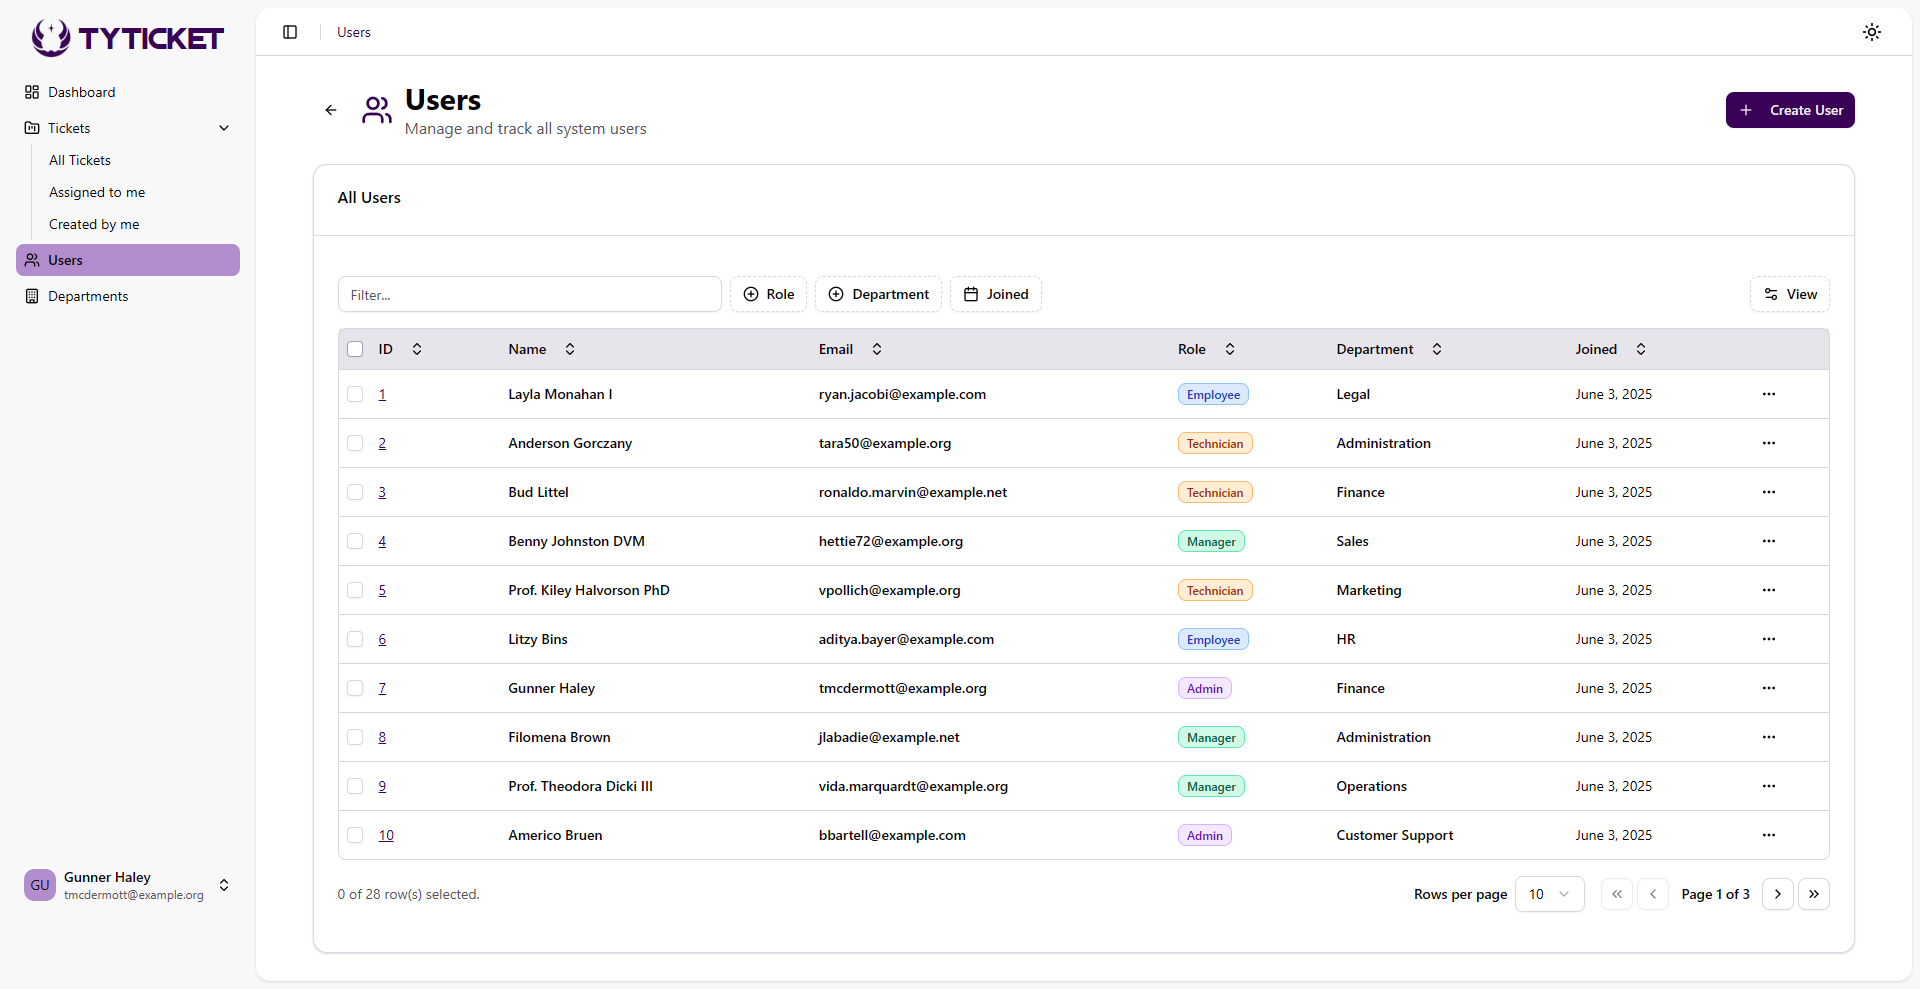 TYTICKET
Dashboard
Tickets
All Tickets
Assigned to me
Created by me
Users
Departments
Gunner Haley
GU
tmcdermott@example.org
Users
Users
Manage and track all system users
Create User
All Users
Filter...
Role
Department
Joined
View
ID Name Email Role Department Joined
1 Layla Monahan I ryan.jacobi@example.com Employee Legal June 3, 2025
2 Anderson Gorczany tara50@example.org Technician Administration June 3, 2025
3 Bud Littel ronaldo.marvin@example.net Technician Finance June 3, 2025
4 Benny Johnston DVM hettie72@example.org Manager Sales June 3, 2025
5 Prof. Kiley Halvorson PhD vpollich@example.org Technician Marketing June 3, 2025
6 Litzy Bins aditya.bayer@example.com Employee HR June 3, 2025
7 Gunner Haley tmcdermott@example.org Admin Finance June 3, 2025
8 Filomena Brown jlabadie@example.net Manager Administration June 3, 2025
9 Prof. Theodora Dicki III vida.marquardt@example.org Manager Operations June 3, 2025
10 Americo Bruen bbartell@example.com Admin Customer Support June 3, 2025
0 of 28 row(s) selected.
Rows per page 10 Page 1 of 3